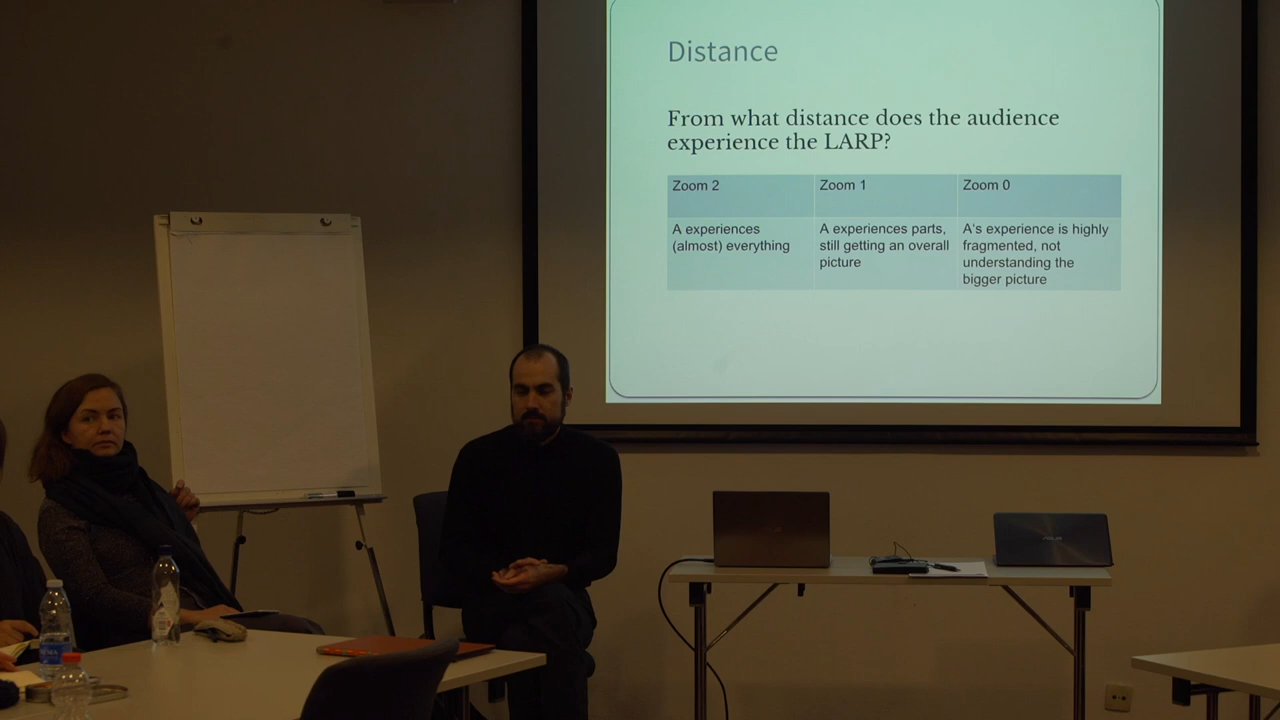 Distance
From what distance does the audience
experience the LARP?
Zoom 2
Zoom 1
Zoom 0
A experiences
(almost) everything
A experiences parts,
still getting an overall
picture
A's experience is highly
fragmented, not
understanding the
bigger picture
ASUS